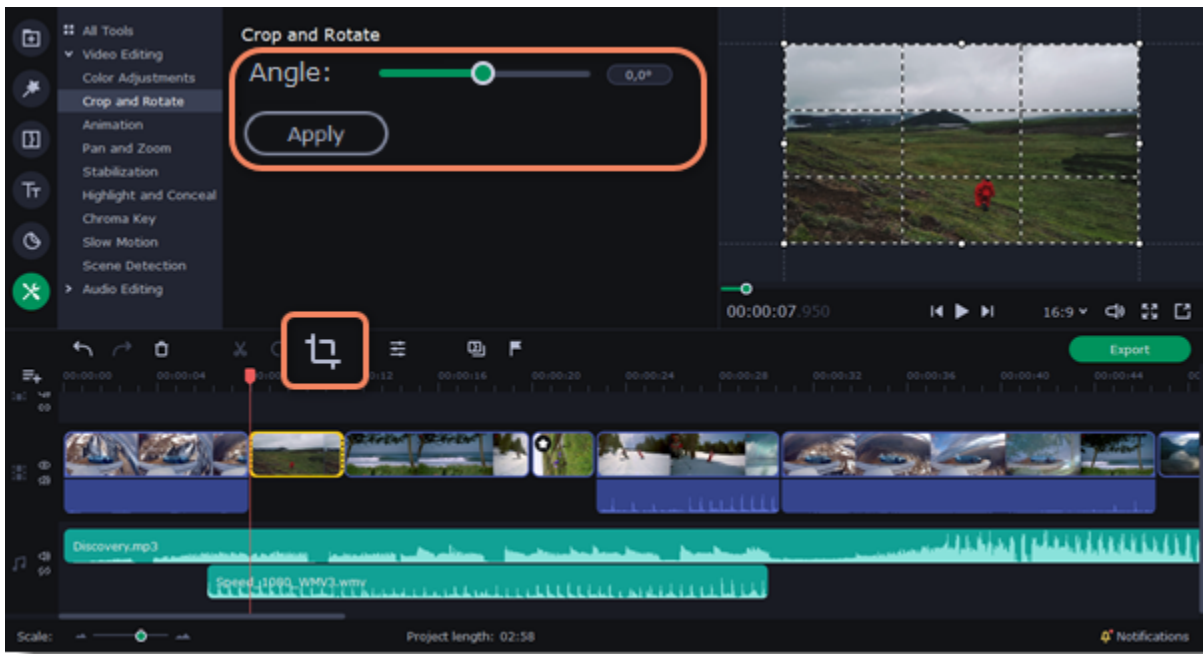 All Tools
Video Editing
Color Adjustments
Crop and Rotate
Animation
Pan and Zoom
Stabilization
Highlight and Conceal
Chroma Key
Slow Motion
Scene Detection
Audio Editing
Crop and Rotate
Angle:
0,0°
Apply
00:00:07.950
16:9
Export
00:00:00 00:00:04 :12 00:00:16 00:00:20 00:00:24 00:00:28 00:00:32 00:00:36 00:00:40 00:00:44
Discovery.mp3
Speed_1080_WMV3.wmv
Scale:
Project length: 02:58
Notifications